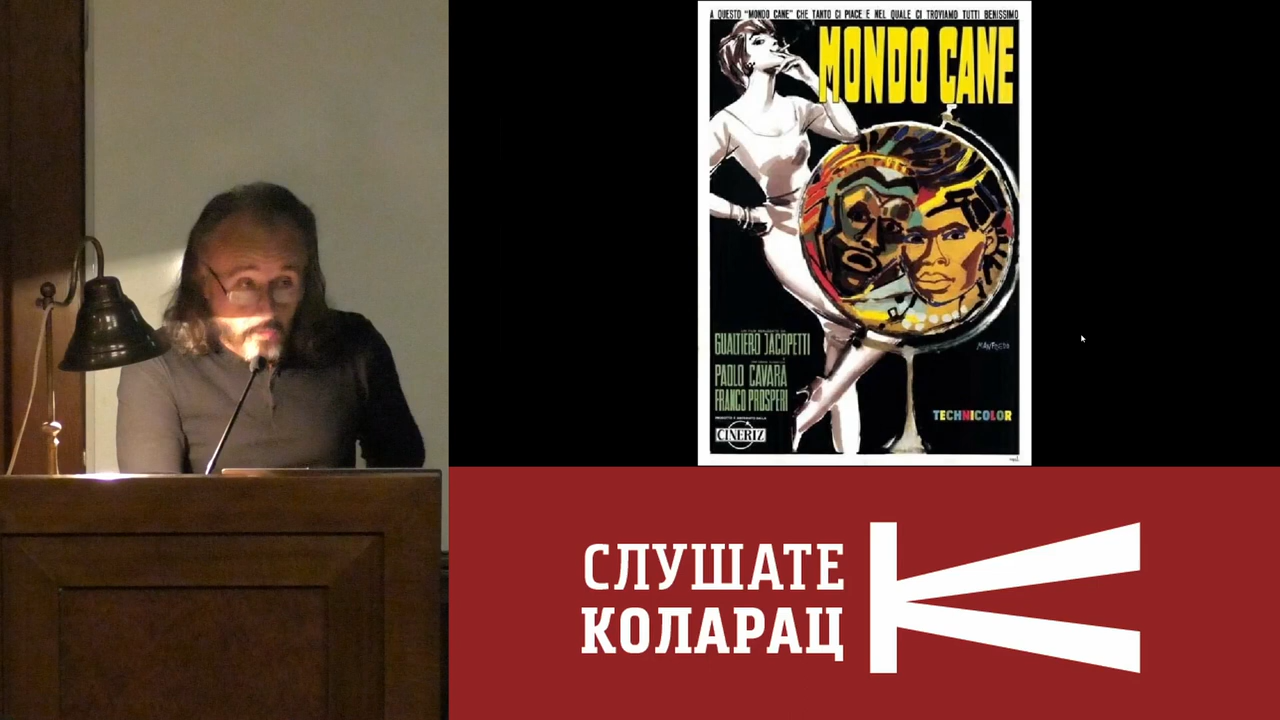 A QUESTO "MONDO CANE" CHE TANTO CI PIACE E NEL QUALE CI TROVIAMO TUTTI BENISSIMO
MONDO CANE
GUALTIERO JACOPETTI
PAOLO CAVARA
FRANCO PROSPERI
CINERIZ
MANFREDO
TECHNICOLOR
СЛУШАТЕ
КОЛАРАЦ